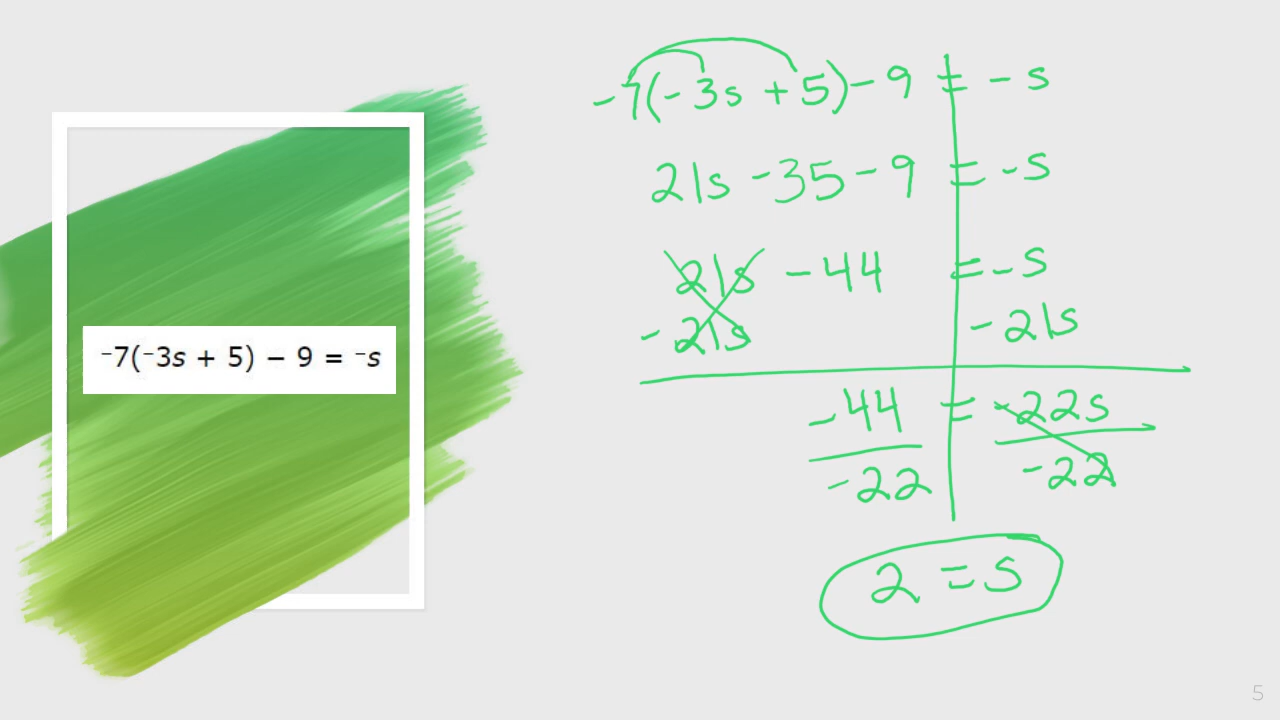 ⁻7(⁻3s + 5) − 9 = ⁻s
-7(-3s + 5) - 9 = -s
21s - 35 - 9 = -s
21s - 44 = -s
-21s -21s
-44 = -22s
-22 -22
2 = s
5